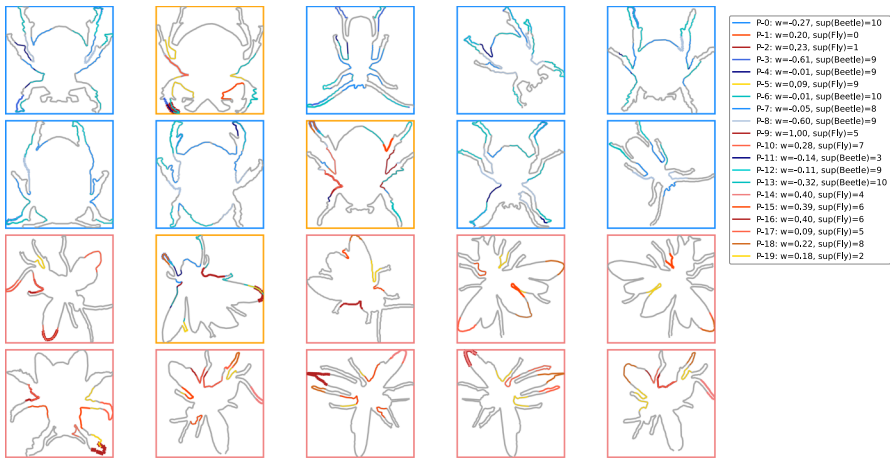 P-0: w=-0.27, sup(Beetle)=10
P-1: w=0.20, sup(Fly)=0
P-2: w=0.23, sup(Fly)=1
P-3: w=-0.61, sup(Beetle)=9
P-4: w=-0.01, sup(Beetle)=9
P-5: w=0.09, sup(Fly)=9
P-6: w=-0.01, sup(Beetle)=10
P-7: w=-0.05, sup(Beetle)=8
P-8: w=-0.60, sup(Beetle)=9
P-9: w=1.00, sup(Fly)=5
P-10: w=0.28, sup(Fly)=7
P-11: w=-0.14, sup(Beetle)=3
P-12: w=-0.11, sup(Beetle)=9
P-13: w=-0.32, sup(Beetle)=10
P-14: w=0.40, sup(Fly)=4
P-15: w=0.39, sup(Fly)=6
P-16: w=0.40, sup(Fly)=6
P-17: w=0.09, sup(Fly)=5
P-18: w=0.22, sup(Fly)=8
P-19: w=0.18, sup(Fly)=2